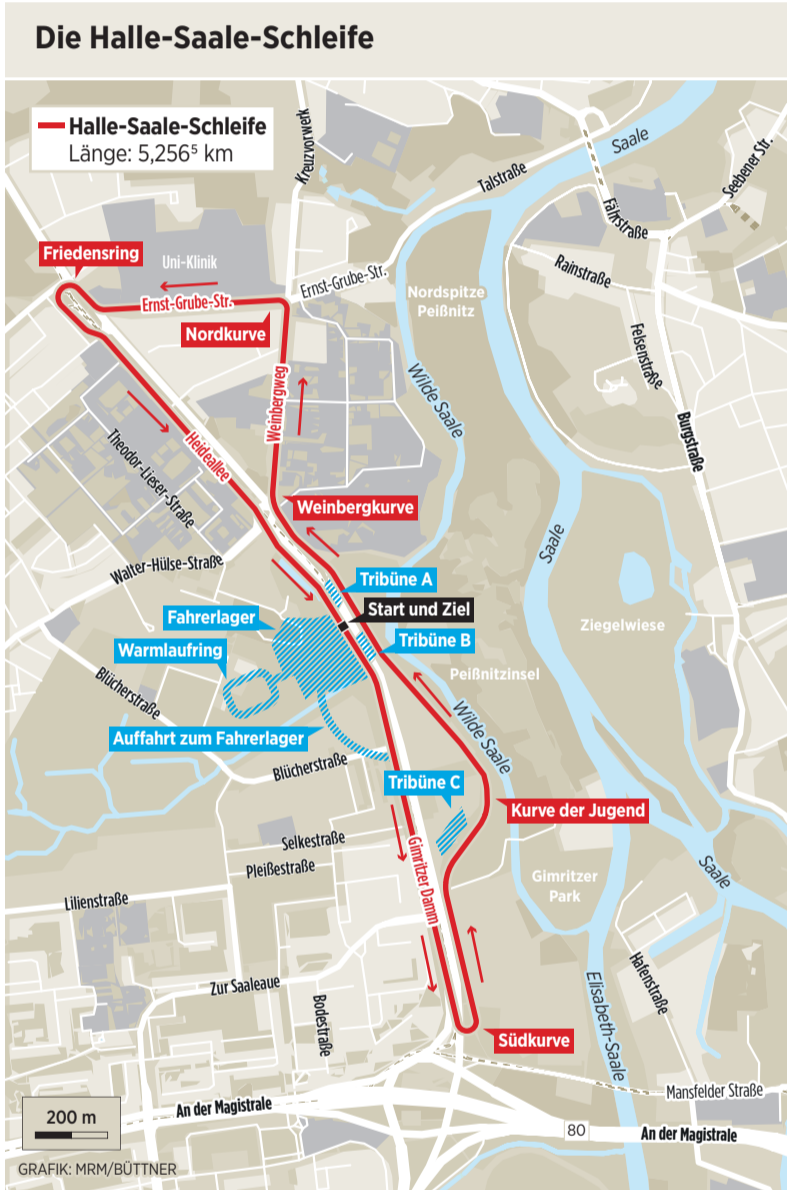 Die Halle-Saale-Schleife
Halle-Saale-Schleife
Länge: 5,256⁵ km
Kreuzvorwerk
Talstraße
Saale
Seebener Str.
Fährstraße
Friedensring
Uni-Klinik
Ernst-Grube-Str.
Ernst-Grube-Str.
Nordkurve
Nordspitze
Peißnitz
Rainstraße
Felsenstraße
Wilde Saale
Weinbergweg
Burgstraße
Heideallee
Theodor-Lieser-Straße
Weinbergkurve
Saale
Walter-Hülse-Straße
Tribüne A
Start und Ziel
Fahrerlager
Tribüne B
Ziegelwiese
Warmlaufring
Peißnitzinsel
Blücherstraße
Wilde Saale
Auffahrt zum Fahrerlager
Blücherstraße
Tribüne C
Kurve der Jugend
Selkestraße
Pleißestraße
Gimritzer Damm
Gimritzer
Park
Saale
Lilienstraße
Zur Saaleaue
Hafenstraße
Bodestraße
Elisabeth-Saale
Südkurve
Mansfelder Straße
200 m
An der Magistrale
80
An der Magistrale
GRAFIK: MRM/BÜTTNER